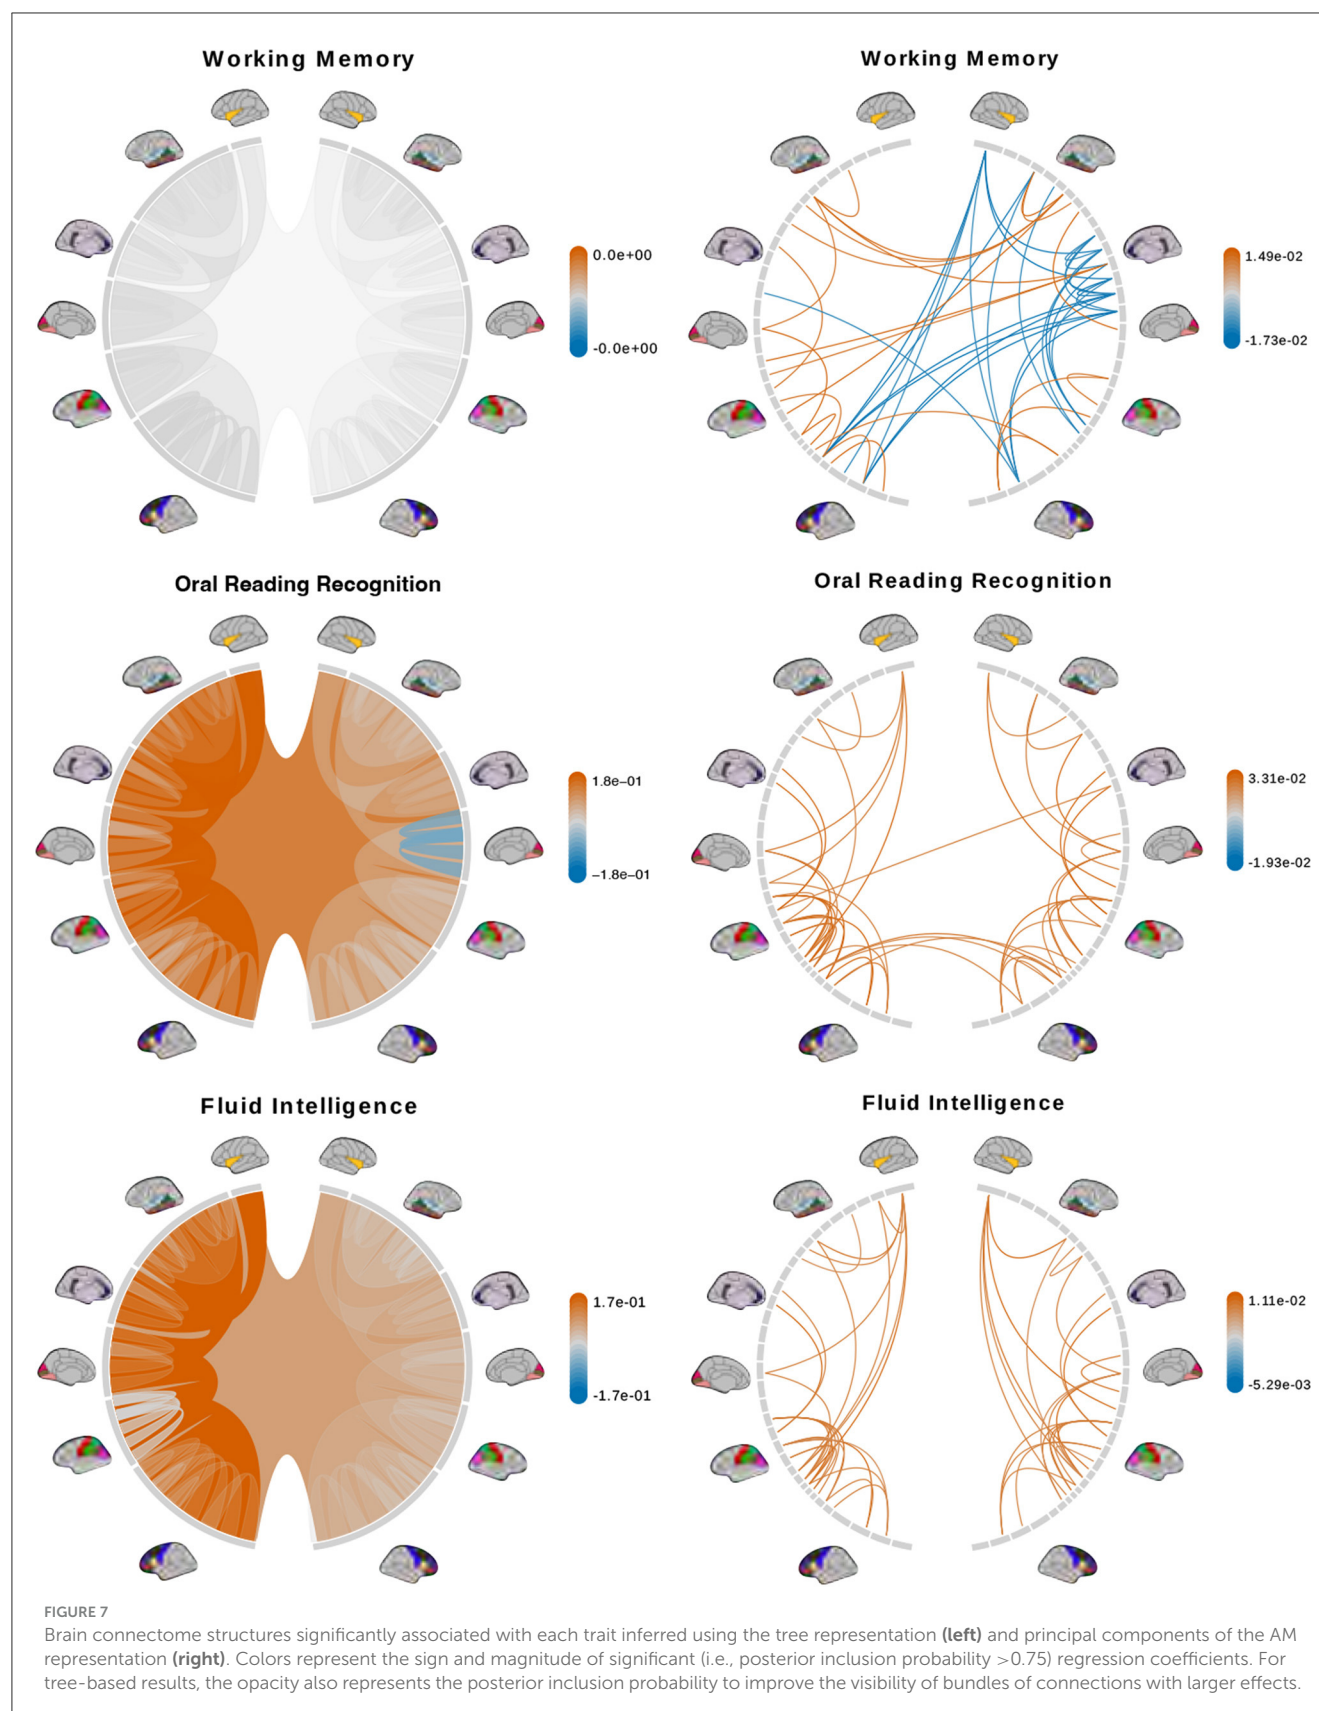 Working Memory
Working Memory
0.0e+00
-0.0e+00
1.49e-02
-1.73e-02
Oral Reading Recognition
Oral Reading Recognition
1.8e–01
–1.8e–01
3.31e-02
-1.93e-02
Fluid Intelligence
Fluid Intelligence
1.7e-01
-1.7e-01
1.11e-02
-5.29e-03
FIGURE 7
Brain connectome structures significantly associated with each trait inferred using the tree representation (left) and principal components of the AM
representation (right). Colors represent the sign and magnitude of significant (i.e., posterior inclusion probability >0.75) regression coefficients. For
tree-based results, the opacity also represents the posterior inclusion probability to improve the visibility of bundles of connections with larger effects.